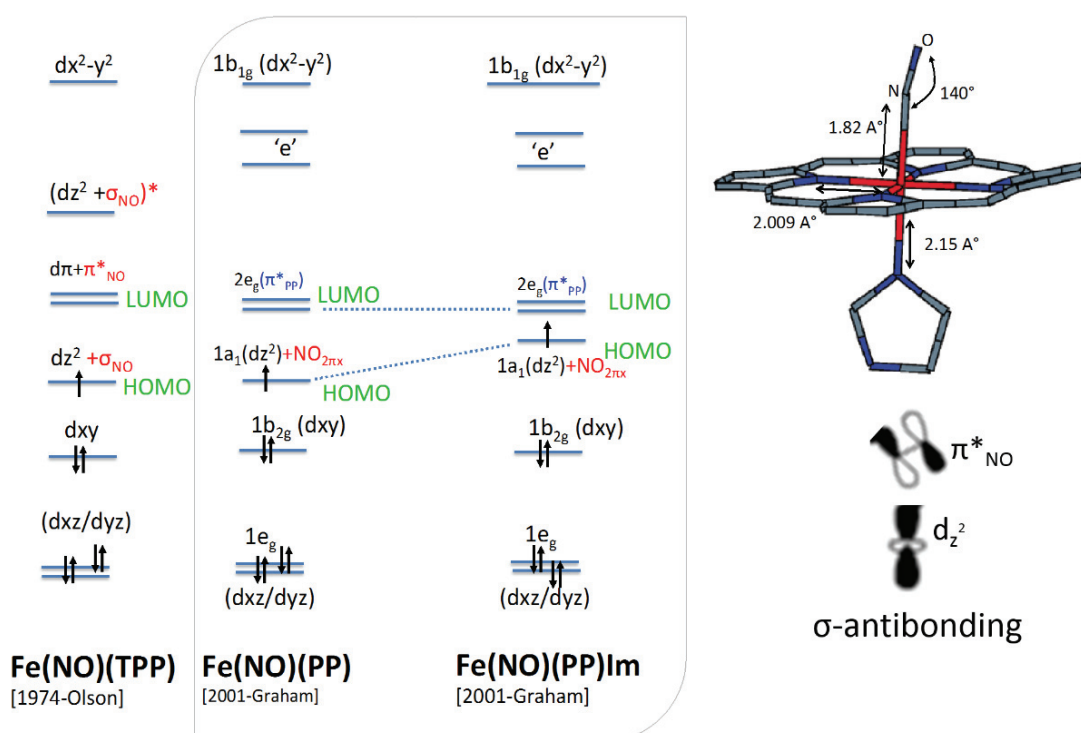 dx²-y²
(dz² +σNO)*
dπ+π*NO
LUMO
dz² +σNO
HOMO
dxy
(dxz/dyz)
Fe(NO)(TPP)
[1974-Olson]
1b1g (dx²-y²)
‘e’
2eg(π*PP)
LUMO
1a1(dz²)+NO2πx
HOMO
1b2g (dxy)
1eg
(dxz/dyz)
Fe(NO)(PP)
[2001-Graham]
1b1g (dx²-y²)
‘e’
2eg(π*PP)
LUMO
HOMO
1a1(dz²)+NO2πx
1b2g (dxy)
1eg
(dxz/dyz)
Fe(NO)(PP)Im
[2001-Graham]
O
N
140°
1.82 A°
2.009 A°
2.15 A°
π*NO
dz²
σ-antibonding